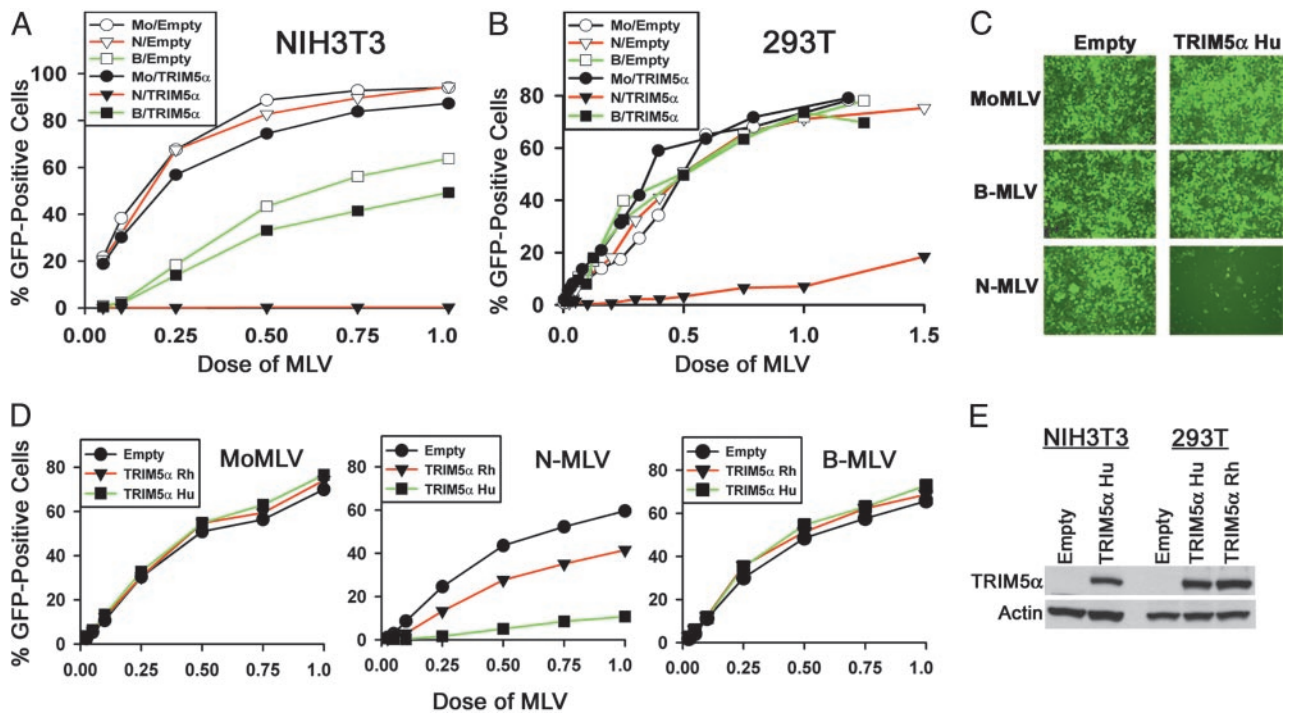 A
NIH3T3
Mo/Empty
N/Empty
B/Empty
Mo/TRIM5α
N/TRIM5α
B/TRIM5α
% GFP-Positive Cells
100
80
60
40
20
0
0.00 0.25 0.50 0.75 1.0
Dose of MLV
B
293T
Mo/Empty
N/Empty
B/Empty
Mo/TRIM5α
N/TRIM5α
B/TRIM5α
% GFP-Positive Cells
100
80
60
40
20
0
0.0 0.5 1.0 1.5
Dose of MLV
C
Empty TRIM5α Hu
MoMLV
B-MLV
N-MLV
D
% GFP-Positive Cells
Empty
TRIM5α Rh
TRIM5α Hu
MoMLV
80
60
40
20
0
0.00 0.25 0.50 0.75 1.0
Empty
TRIM5α Rh
TRIM5α Hu
N-MLV
80
60
40
20
0
0.00 0.25 0.50 0.75 1.0
Empty
TRIM5α Rh
TRIM5α Hu
B-MLV
80
60
40
20
0
0.00 0.25 0.50 0.75 1.0
Dose of MLV
E
NIH3T3 293T
Empty
TRIM5α Hu
Empty
TRIM5α Hu
TRIM5α Rh
TRIM5α
Actin